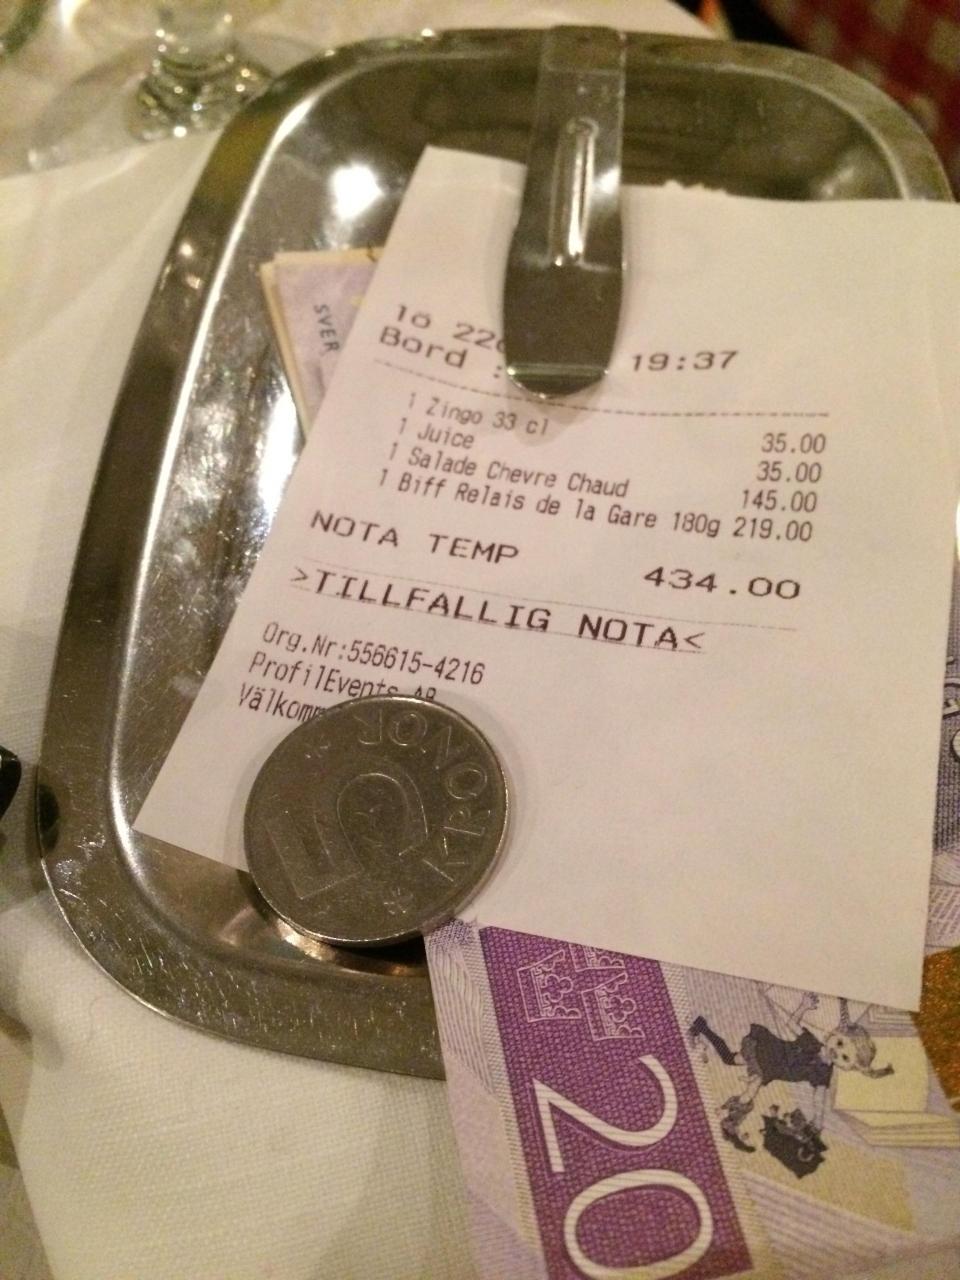 SVER
lö 22 19:37
Bord :
1 Zingo 33 cl 35.00
1 Juice 35.00
1 Salade Chevre Chaud 145.00
1 Biff Relais de la Gare 180g 219.00
NOTA TEMP 434.00
>TILLFALLIG NOTA<
Org.Nr:556615-4216
ProfilEvents AB
Välkomm
5 KRONOR
20